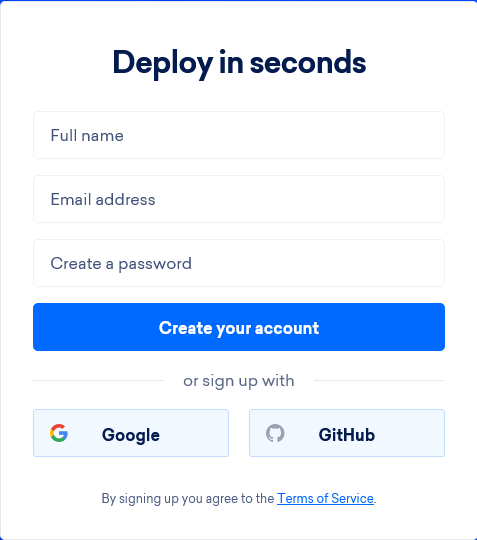 Deploy in seconds
Full name
Email address
Create a password
Create your account
or sign up with
Google
GitHub
By signing up you agree to the Terms of Service.